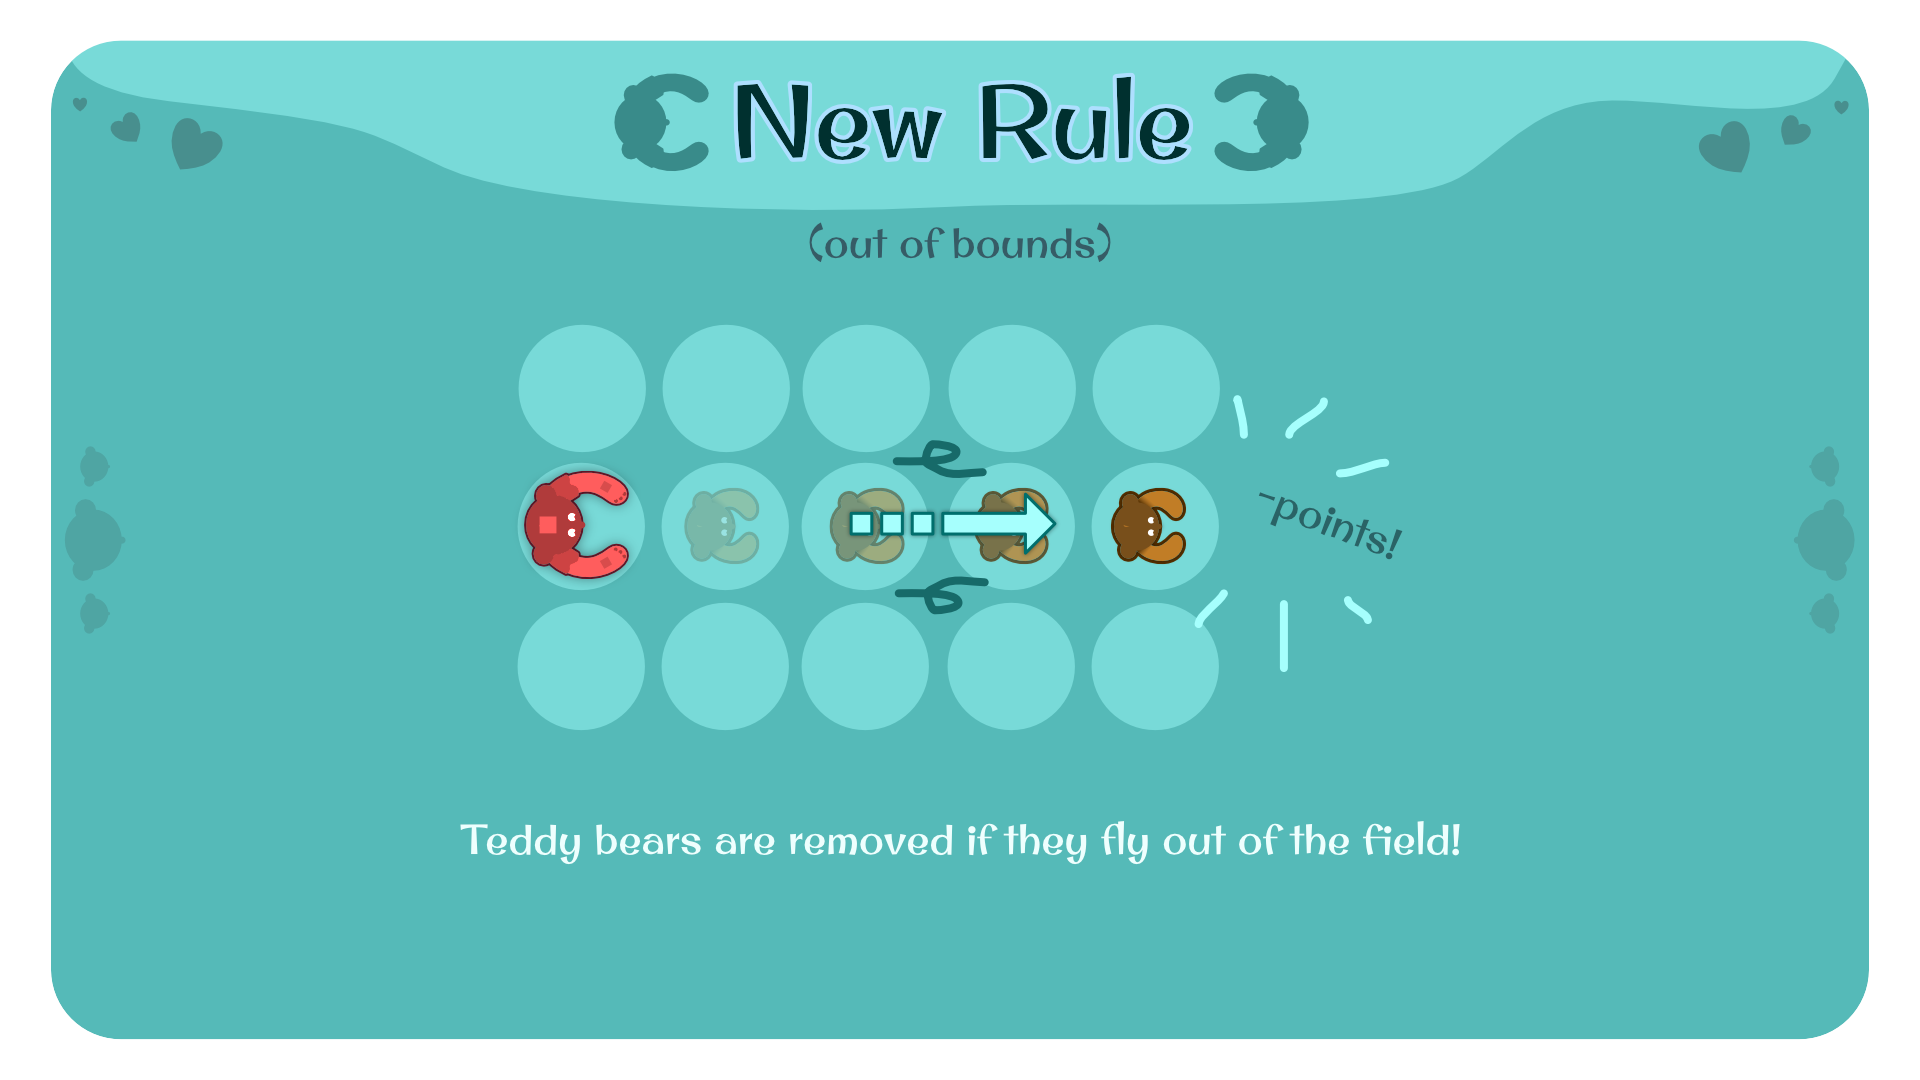 New Rule
(out of bounds)
-points!
Teddy bears are removed if they fly out of the field!